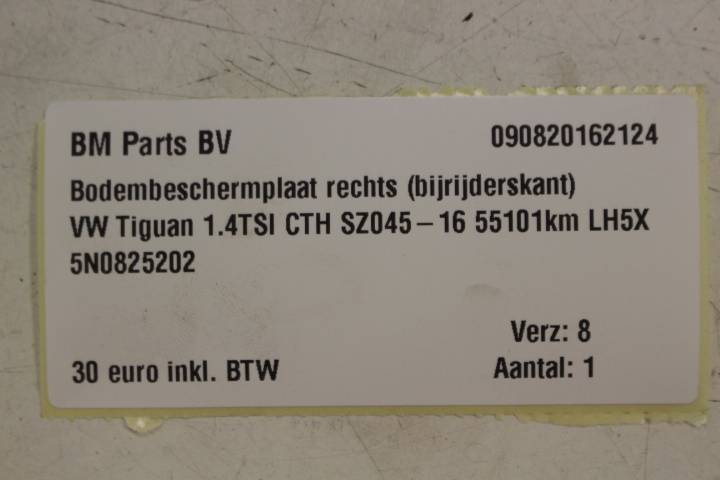 BM Parts BV 090820162124
Bodembeschermplaat rechts (bijrijderskant)
VW Tiguan 1.4TSI CTH SZ045-16 55101km LH5X
5N0825202
Verz: 8
30 euro inkl. BTW Aantal: 1